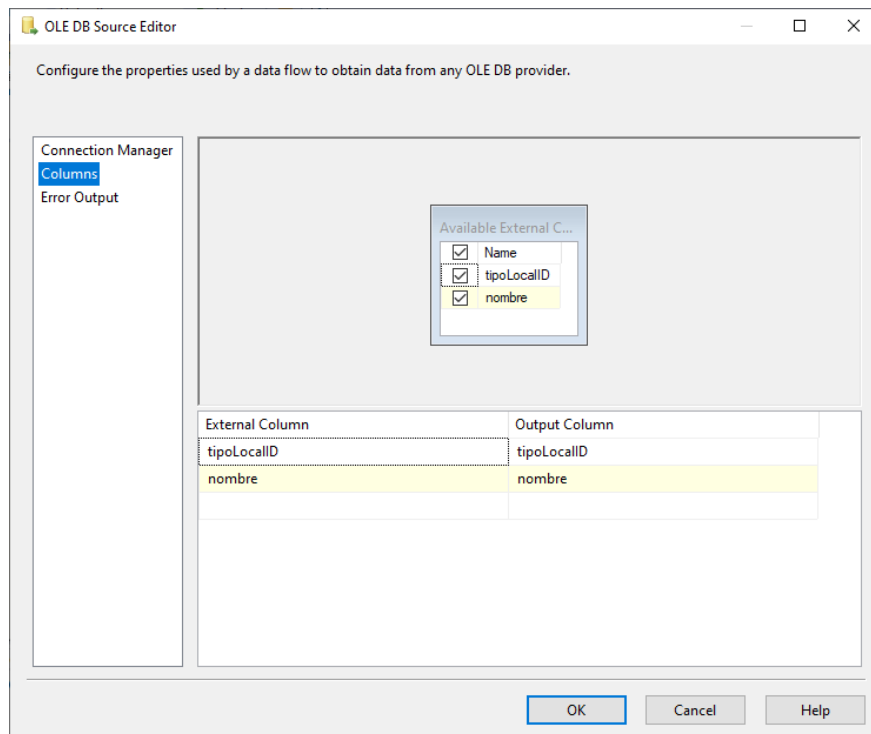 OLE DB Source Editor
Configure the properties used by a data flow to obtain data from any OLE DB provider.
Connection Manager
Columns
Error Output
Available External C...
Name
tipoLocalID
nombre
External Column Output Column
tipoLocalID tipoLocalID
nombre nombre
OK Cancel Help